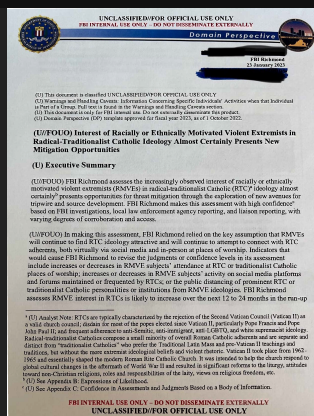 UNCLASSIFIED//FOR OFFICIAL USE ONLY
FBI INTERNAL USE ONLY – DO NOT DISSEMINATE EXTERNALLY
Domain Perspective
FBI Richmond
23 January 2023
(U) This document is classified UNCLASSIFIED//FOR OFFICIAL USE ONLY
(U) Warnings and Handling Caveats: Information Concerning Specific Individuals' Activities when that Individual
is Part of a Group. Full text is found in the Warnings and Handling Caveats section.
(U) This document is only for FBI internal use. Do not externally disseminate this product.
(U) Domain Perspective (DP) template approved for fiscal year 2023, as of 1 October 2022.
(U//FOUO) Interest of Racially or Ethnically Motivated Violent Extremists in
Radical-Traditionalist Catholic Ideology Almost Certainly Presents New
Mitigation Opportunities
(U) Executive Summary
(U//FOUO) FBI Richmond assesses the increasingly observed interest of racially or ethnically
motivated violent extremists (RMVEs) in radical-traditionalist Catholic (RTC) ideology almost
certainly presents opportunities for threat mitigation through the exploration of new avenues for
tripwire and source development. FBI Richmond makes this assessment with high confidence
based on FBI investigations, local law enforcement agency reporting, and liaison reporting, with
varying degrees of corroboration and access.
(U//FOUO) In making this assessment, FBI Richmond relied on the key assumption that RMVEs
will continue to find RTC ideology attractive and will continue to attempt to connect with RTC
adherents, both virtually via social media and in-person at places of worship. Indicators that
would cause FBI Richmond to revise the judgments or confidence levels in its assessment
include increases or decreases in RMVE subjects' attendance at RTC or traditionalist Catholic
places of worship; increases or decreases in RMVE subjects' activity on social media platforms
and forums maintained or frequented by RTCs; or the public distancing of prominent RTC or
traditionalist Catholic personalities or institutions from RMVE ideologies. FBI Richmond
assesses RMVE interest in RTCs is likely to increase over the next 12 to 24 months in the run-up
(U) Analyst Note: RTCs are typically characterized by the rejection of the Second Vatican Council (Vatican II) as
a valid church council; disdain for most of the popes elected since Vatican II, particularly Pope Francis and Pope
John Paul II; and frequent adherence to anti-Semitic, anti-immigrant, anti-LGBTQ, and white supremacist ideology.
Radical-traditionalist Catholics compose a small minority of overall Roman Catholic adherents and are separate and
distinct from "traditionalist Catholics" who prefer the Traditional Latin Mass and pre-Vatican II teachings and
traditions, but without the more extremist ideological beliefs and violent rhetoric. Vatican II took place from 1962-
1965 and essentially shaped the modern Roman Rite Catholic Church. It was intended to help the church respond to
global cultural changes in the aftermath of World War II and resulted in significant reforms to the liturgy, attitudes
toward non-Christian religions, roles and responsibilities of the laity, views on religious freedom, etc.
b (U) See Appendix B: Expressions of Likelihood.
c (U) See Appendix C: Confidence in Assessments and Judgments Based on a Body of Information.
FBI INTERNAL USE ONLY – DO NOT DISSEMINATE EXTERNALLY
UNCLASSIFIED//FOR OFFICIAL USE ONLY